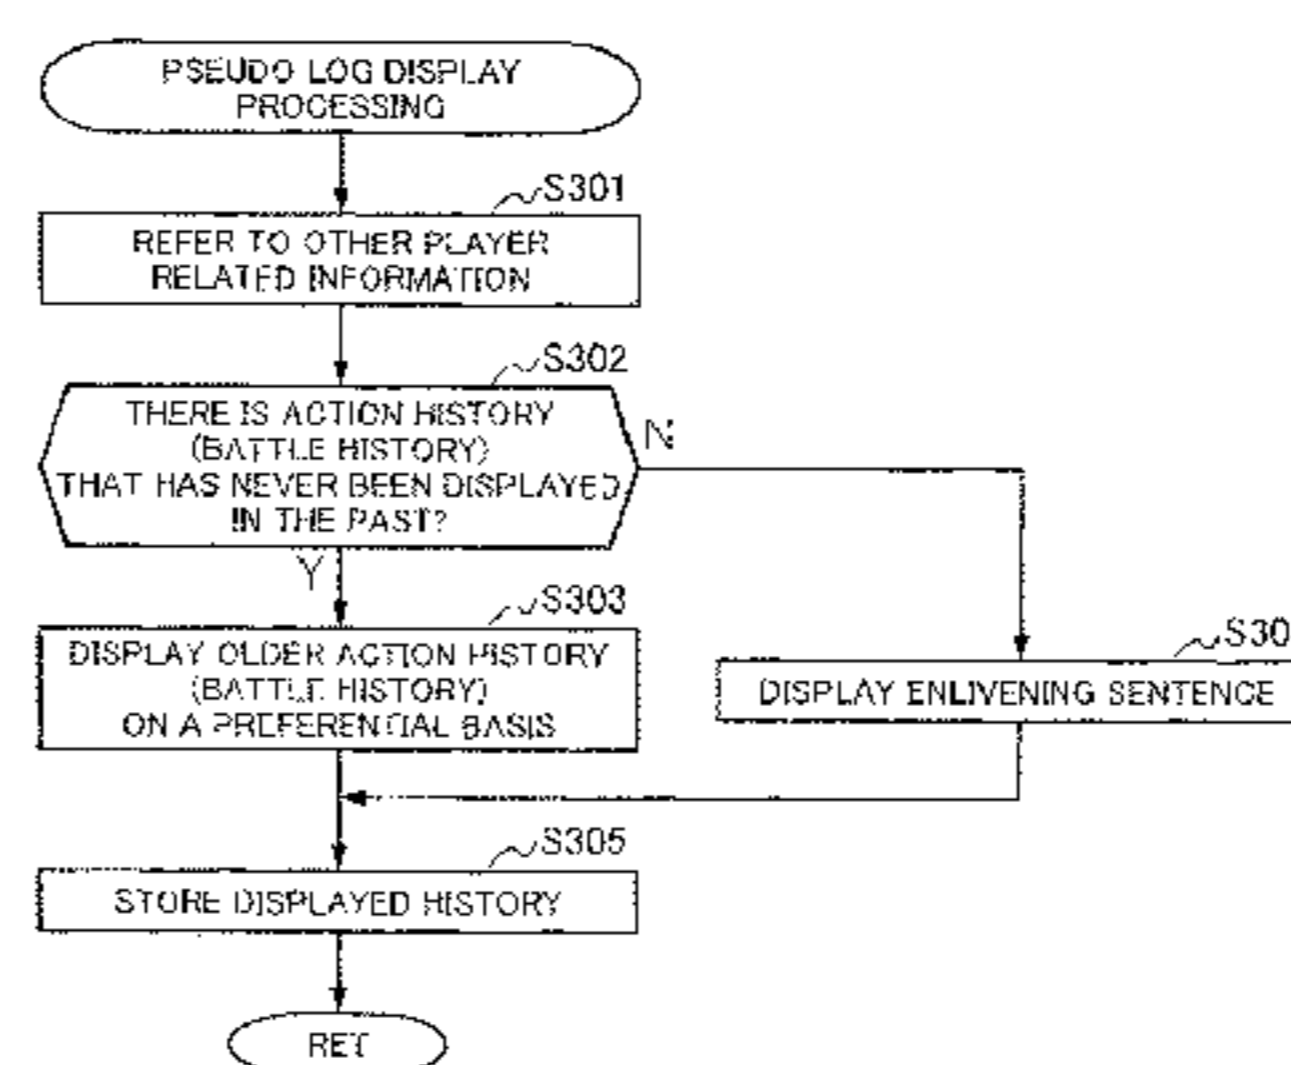 PSEUDO LOG DISPLAY
PROCESSING
S301
REFER TO OTHER PLAYER
RELATED INFORMATION
S302
THERE IS ACTION HISTORY
(BATTLE HISTORY)
THAT HAS NEVER BEEN DISPLAYED
IN THE PAST?
N
Y
S303
DISPLAY OLDER ACTION HISTORY
(BATTLE HISTORY)
ON A PREFERENTIAL BASIS
S30
DISPLAY ENLIVENING SENTENCE
S305
STORE DISPLAYED HISTORY
RET